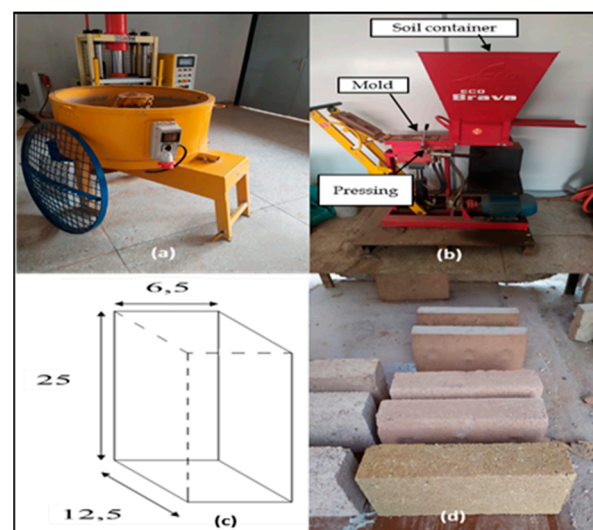 Soil container
Mold
ECO
Brava
Pressing
(a)
(b)
6,5
25
12,5
(c)
(d)